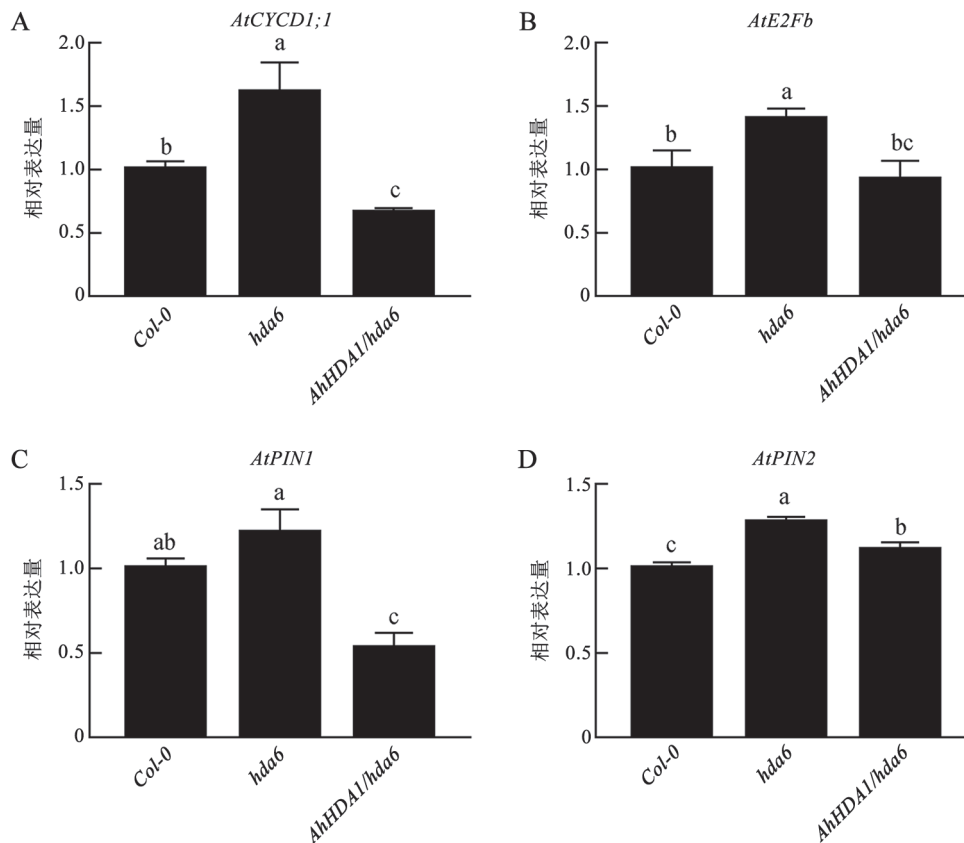 A
AtCYCD1;1
相对表达量
2.0
1.5
1.0
0.5
0
b
a
c
Col-0
hda6
AhHDA1/hda6
B
AtE2Fb
相对表达量
2.0
1.5
1.0
0.5
0
b
a
bc
Col-0
hda6
AhHDA1/hda6
C
AtPIN1
相对表达量
1.5
1.0
0.5
0
ab
a
c
Col-0
hda6
AhHDA1/hda6
D
AtPIN2
相对表达量
1.5
1.0
0.5
0
c
a
b
Col-0
hda6
AhHDA1/hda6